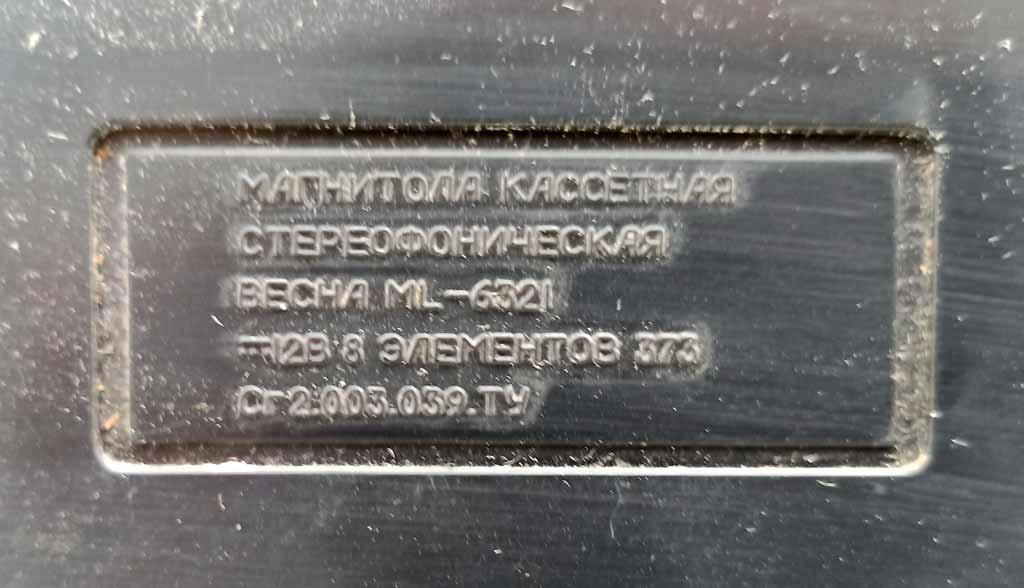 МАГНИТОЛА КАССЕТНАЯ
СТЕРЕОФОНИЧЕСКАЯ
ВЕСНА ML-6321
⎓12В 8 ЭЛЕМЕНТОВ 373
Сг2.003.039.ТУ